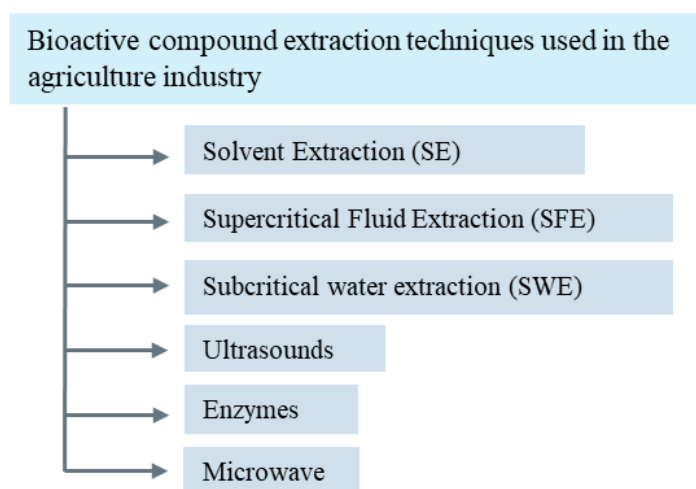 Bioactive compound extraction techniques used in the
agriculture industry
Solvent Extraction (SE)
Supercritical Fluid Extraction (SFE)
Subcritical water extraction (SWE)
Ultrasounds
Enzymes
Microwave